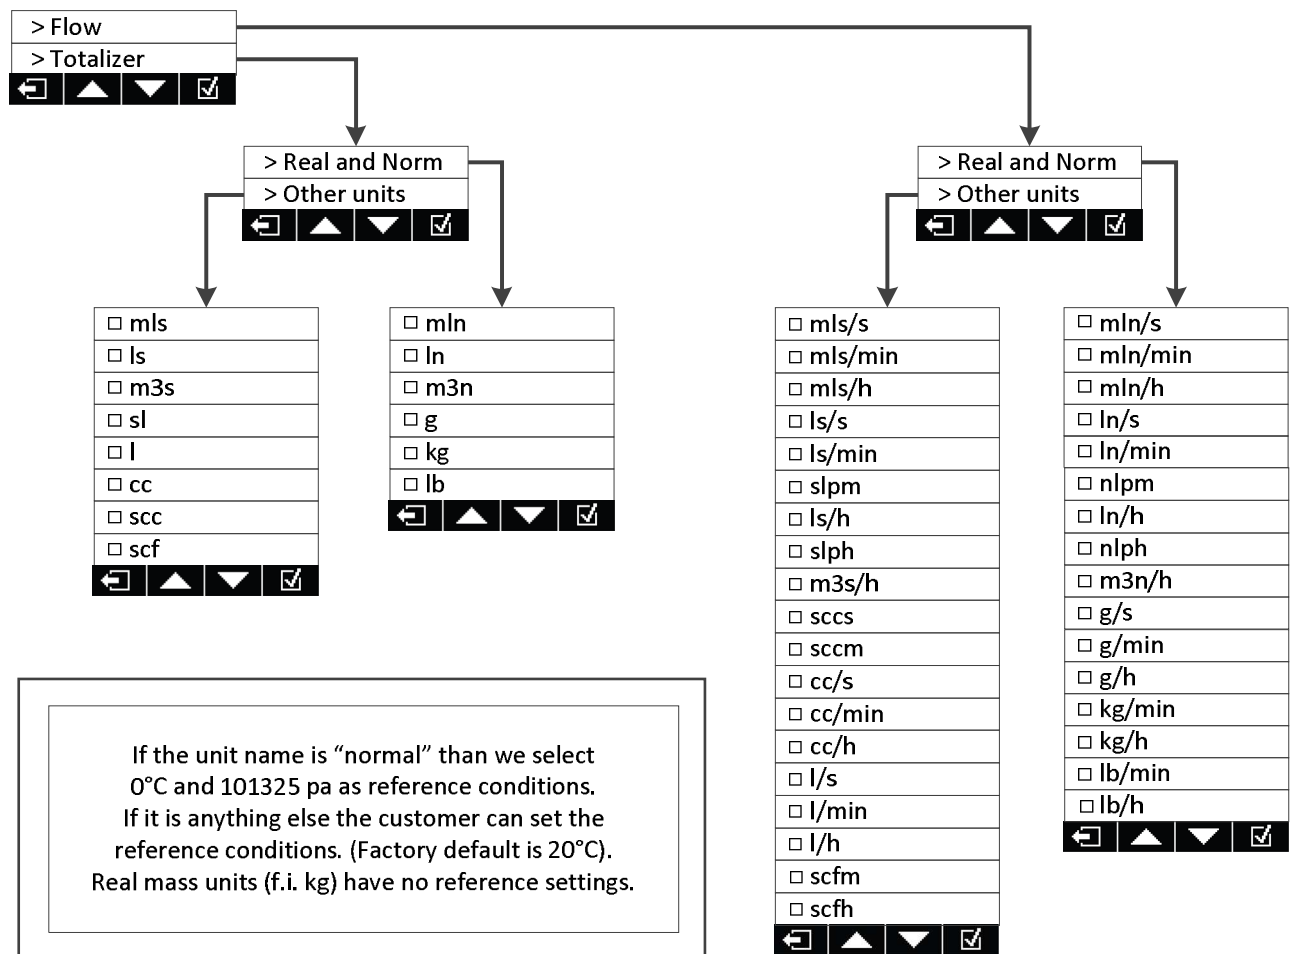 > Flow
> Totalizer
> Real and Norm
> Other units
mls
ls
m3s
sl
l
cc
scc
scf
mln
ln
m3n
g
kg
lb
> Real and Norm
> Other units
mls/s
mls/min
mls/h
ls/s
ls/min
slpm
ls/h
slph
m3s/h
sccs
sccm
cc/s
cc/min
cc/h
l/s
l/min
l/h
scfm
scfh
mln/s
mln/min
mln/h
ln/s
ln/min
nlpm
ln/h
nlph
m3n/h
g/s
g/min
g/h
kg/min
kg/h
lb/min
lb/h
If the unit name is “normal” than we select
0°C and 101325 pa as reference conditions.
If it is anything else the customer can set the
reference conditions. (Factory default is 20°C).
Real mass units (f.i. kg) have no reference settings.